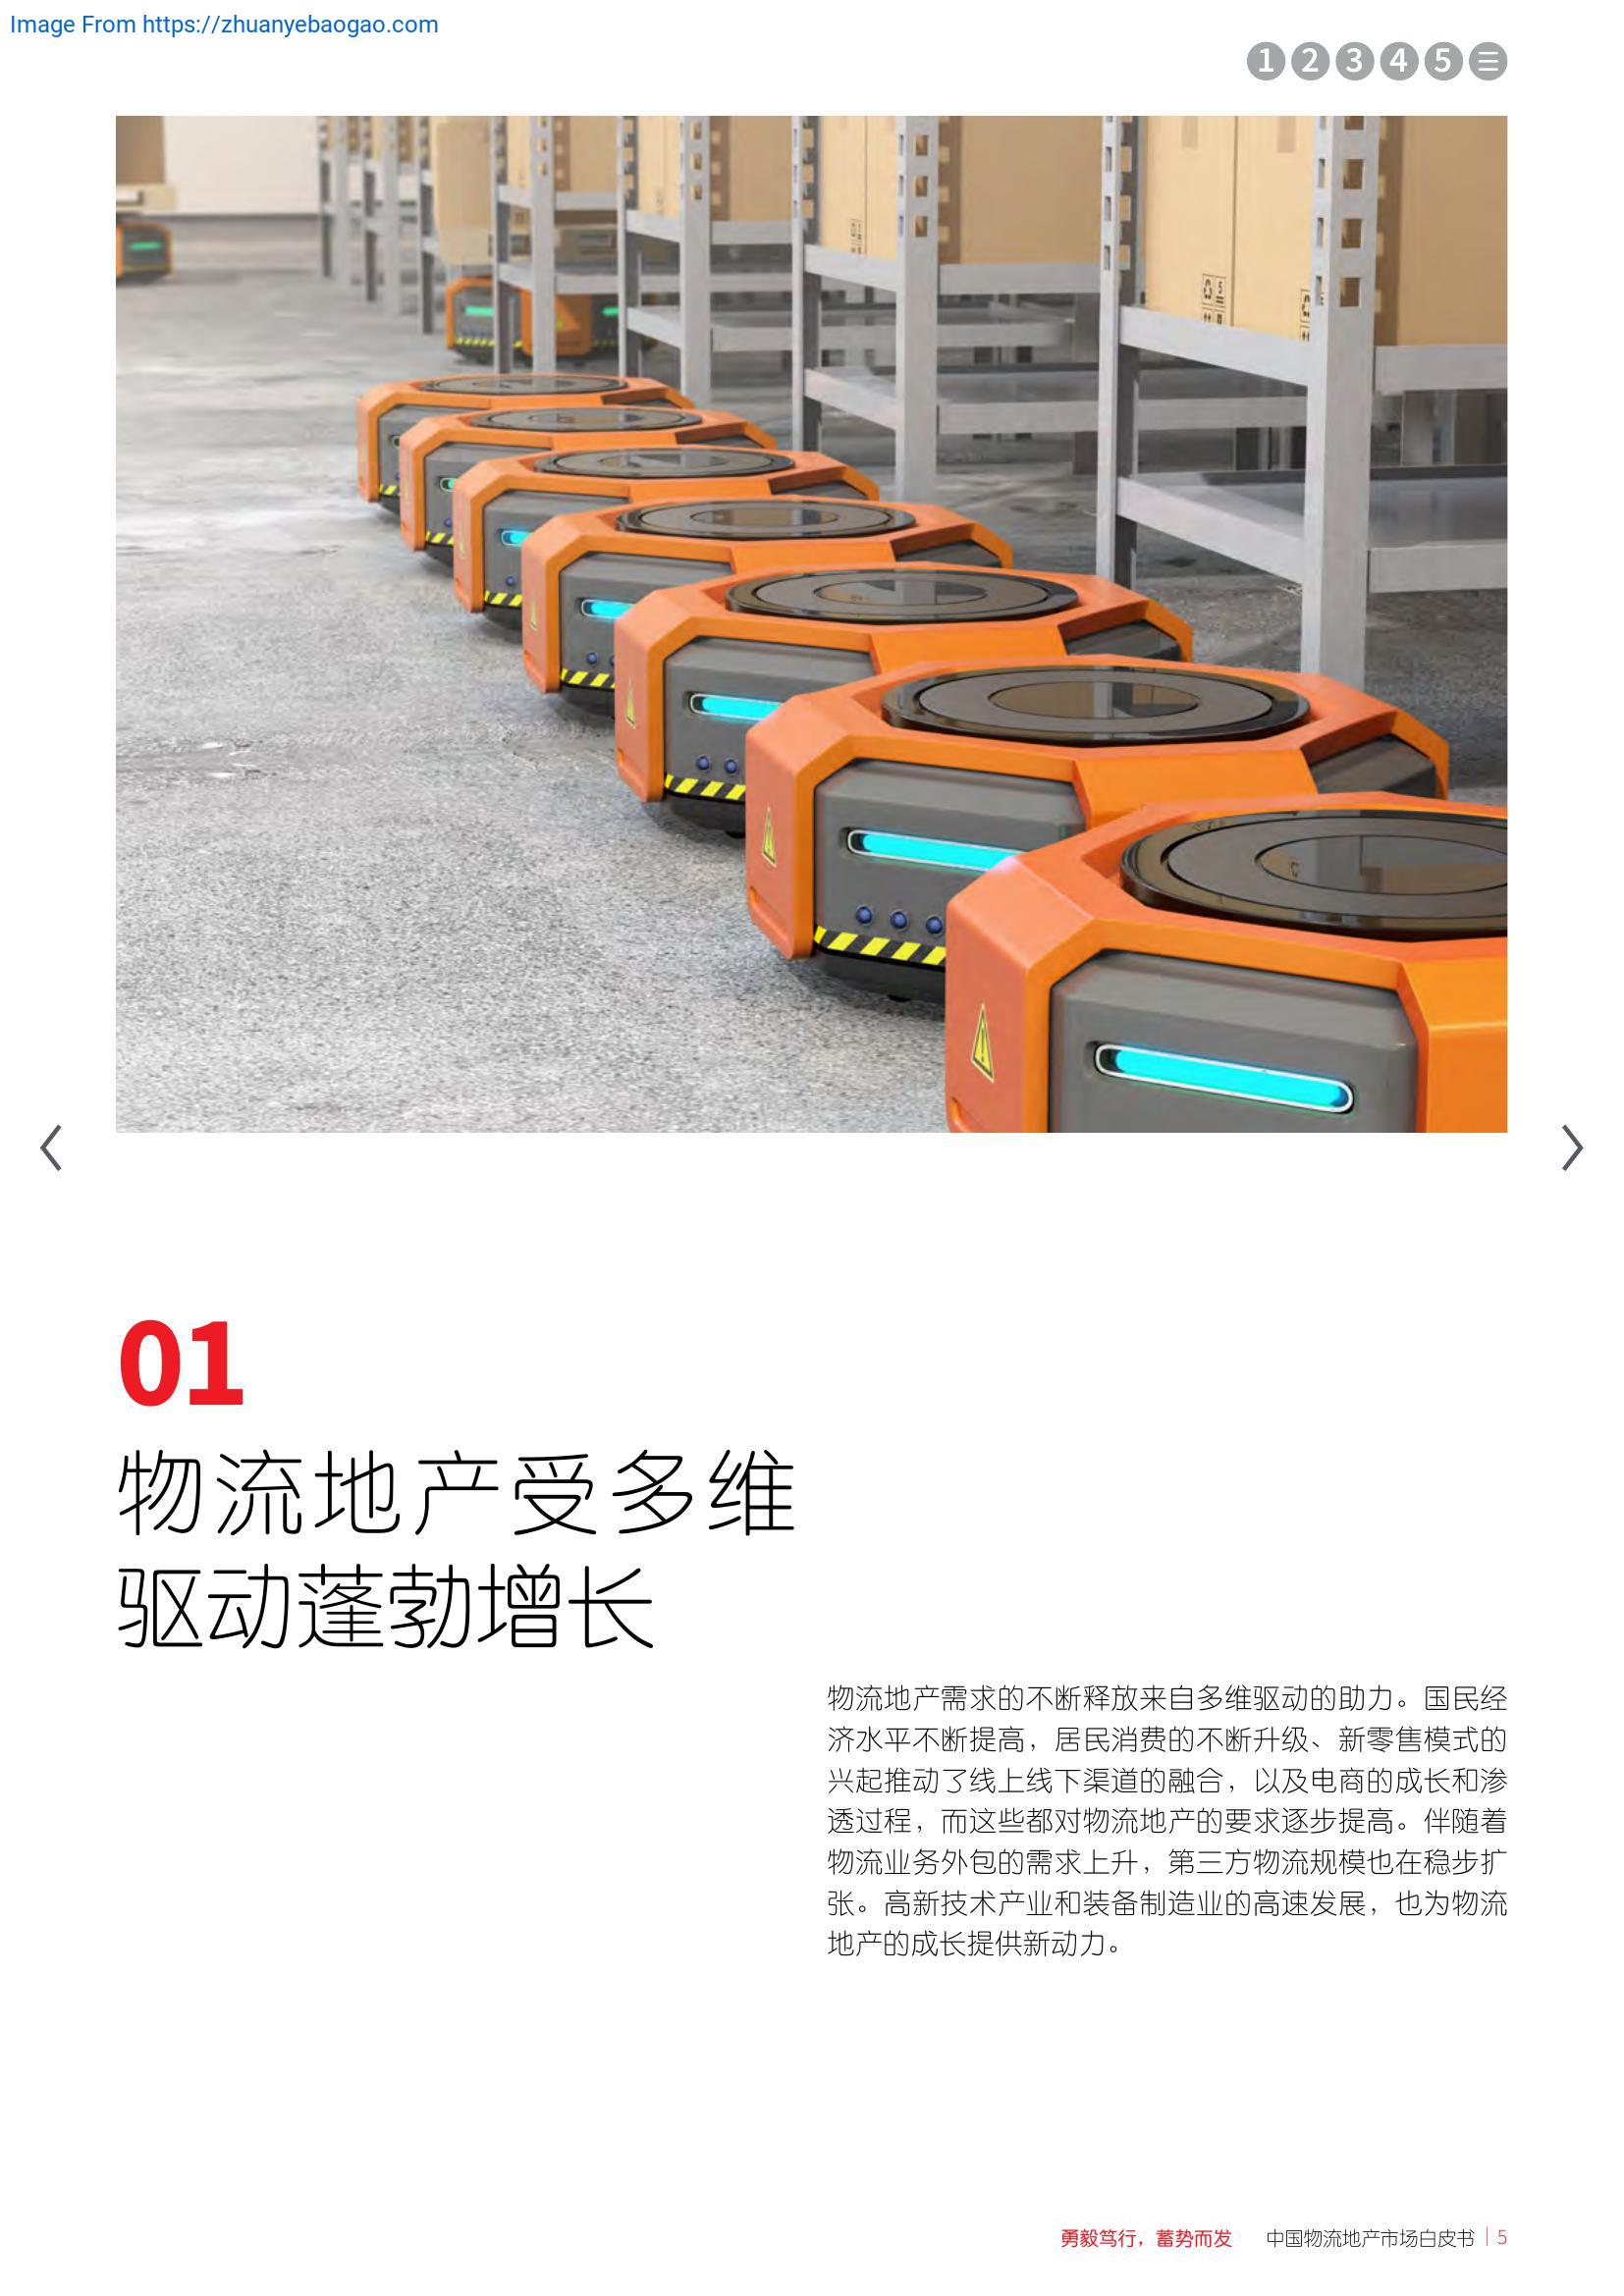 Image From https://zhuanyebaogao.com
1 2 3 4 5
01
物流地产受多维
驱动蓬勃增长
物流地产需求的不断释放来自多维驱动的助力。国民经
济水平不断提高，居民消费的不断升级、新零售模式的
兴起推动了线上线下渠道的融合，以及电商的成长和渗
透过程，而这些都对物流地产的要求逐步提高。伴随着
物流业务外包的需求上升，第三方物流规模也在稳步扩
张。高新技术产业和装备制造业的高速发展，也为物流
地产的成长提供新动力。
勇毅笃行，蓄势而发 中国物流地产市场白皮书 | 5